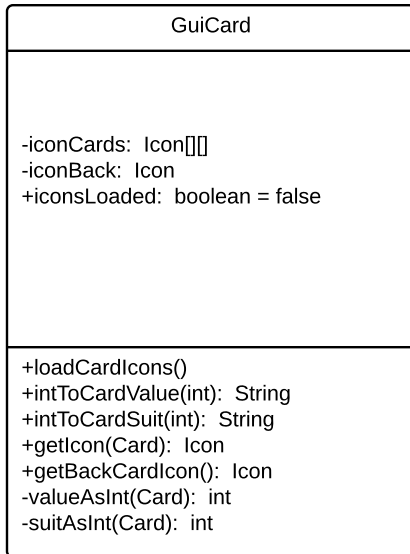 GuiCard
-iconCards:  Icon[][]
-iconBack:  Icon
+iconsLoaded:  boolean = false
+loadCardIcons()
+intToCardValue(int):  String
+intToCardSuit(int):  String
+getIcon(Card):  Icon
+getBackCardIcon():  Icon
-valueAsInt(Card):  int
-suitAsInt(Card):  int